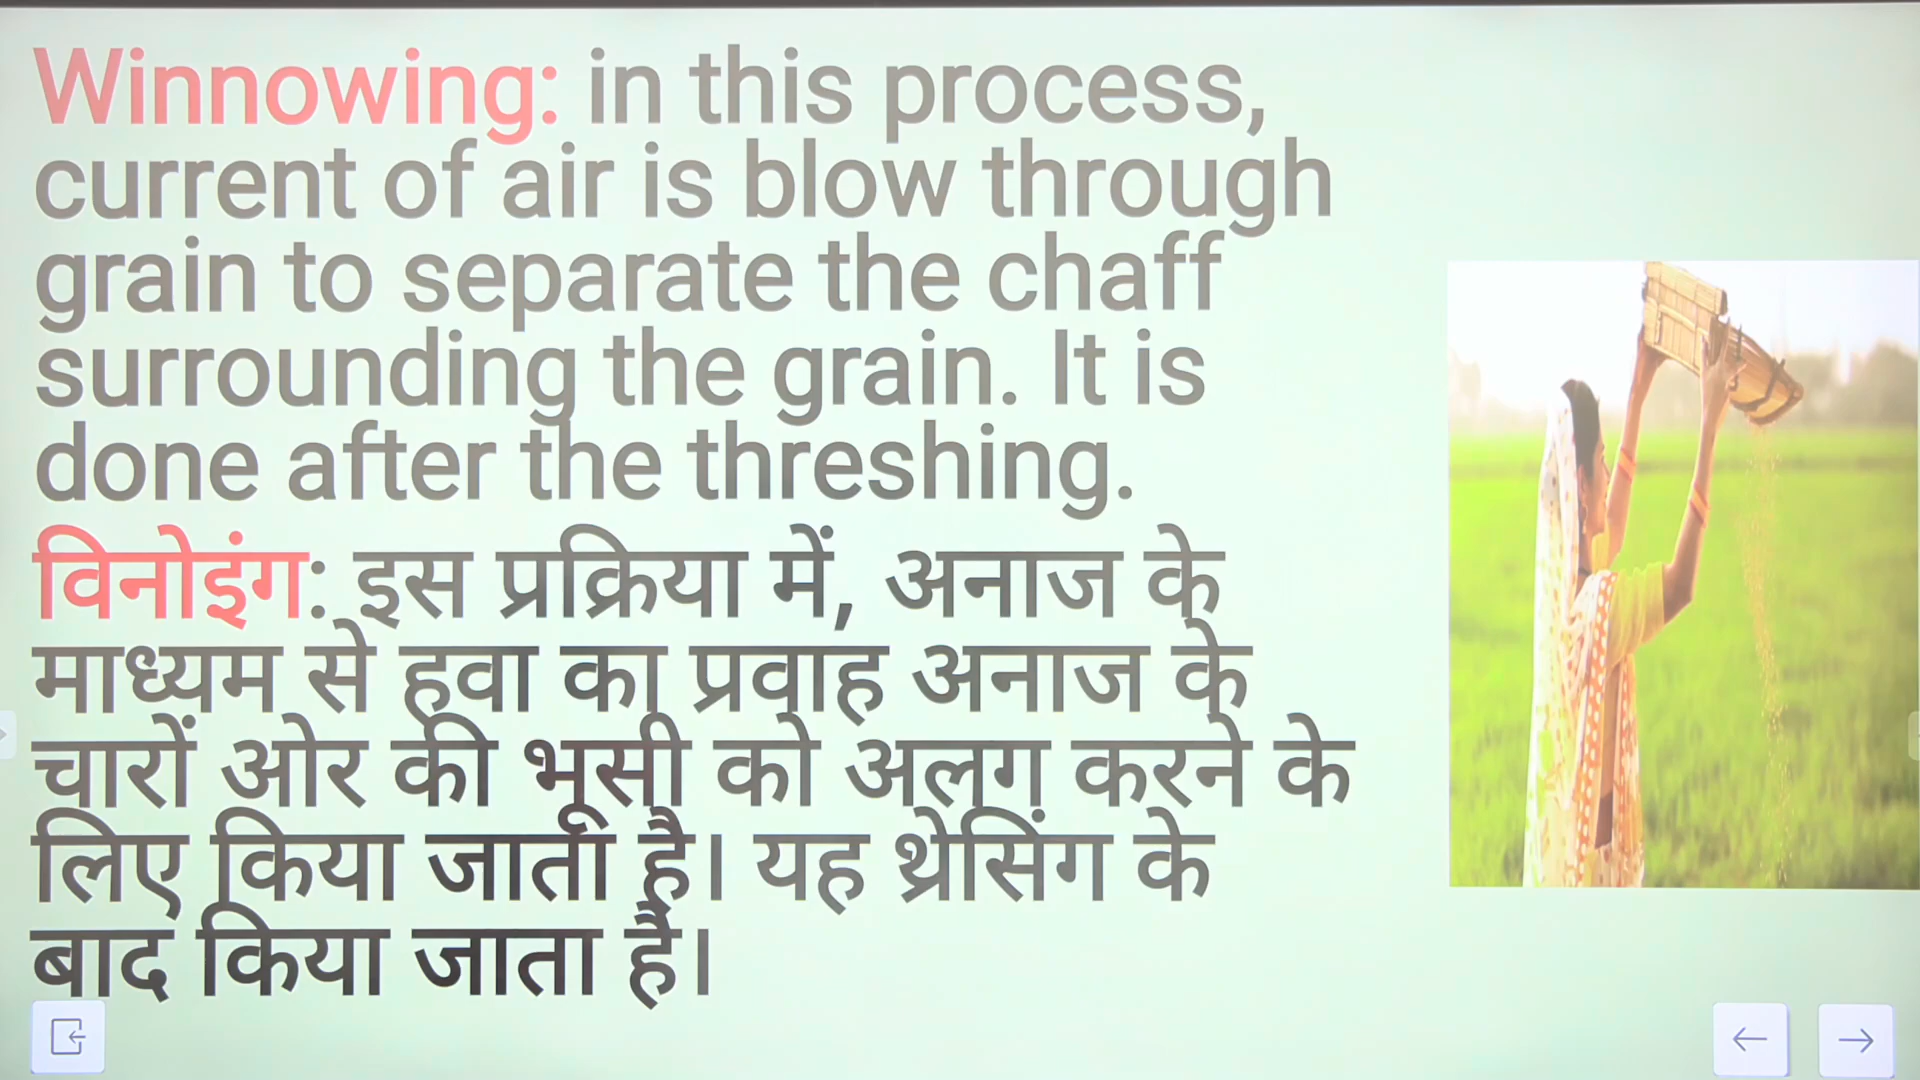 Winnowing: in this process,
current of air is blow through
grain to separate the chaff
surrounding the grain. It is
done after the threshing.
विनोइंग: इस प्रक्रिया में, अनाज के
माध्यम से हवा का प्रवाह अनाज के
चारों ओर की भूसी को अलग करने के
लिए किया जाता है। यह थ्रेसिंग के
बाद किया जाता है।